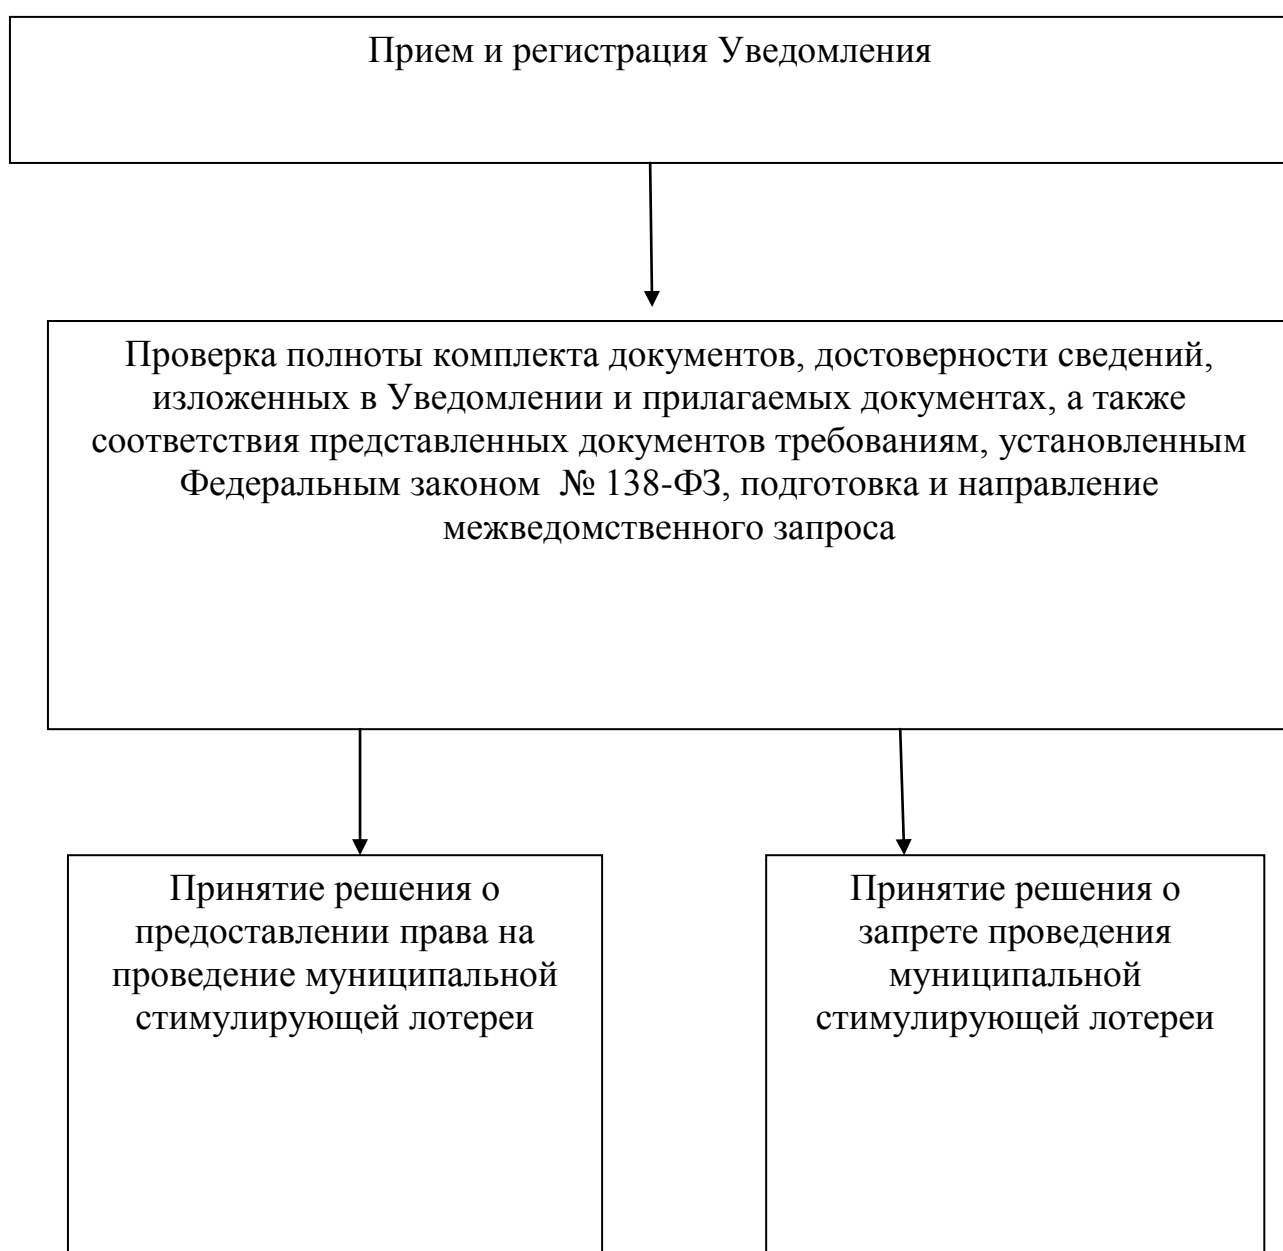 Прием и регистрация Уведомления
Проверка полноты комплекта документов, достоверности сведений,
изложенных в Уведомлении и прилагаемых документах, а также
соответствия представленных документов требованиям, установленным
Федеральным законом  № 138-ФЗ, подготовка и направление
межведомственного запроса
Принятие решения о
предоставлении права на
проведение муниципальной
стимулирующей лотереи
Принятие решения о
запрете проведения
муниципальной
стимулирующей лотереи